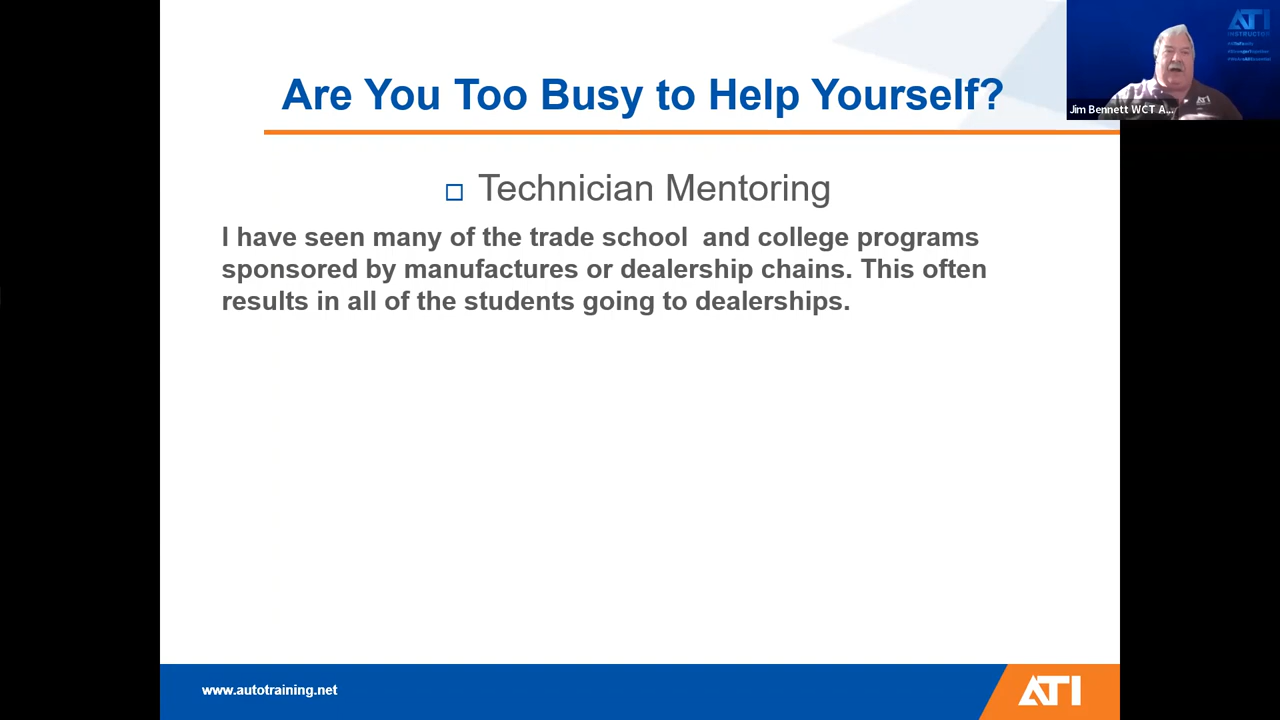 Are You Too Busy to Help Yourself?
ATI
INSTRUCTOR
Jim Bennett WCT A...
ATI
Technician Mentoring
I have seen many of the trade school and college programs
sponsored by manufactures or dealership chains. This often
results in all of the students going to dealerships.
www.autotraining.net
ATI